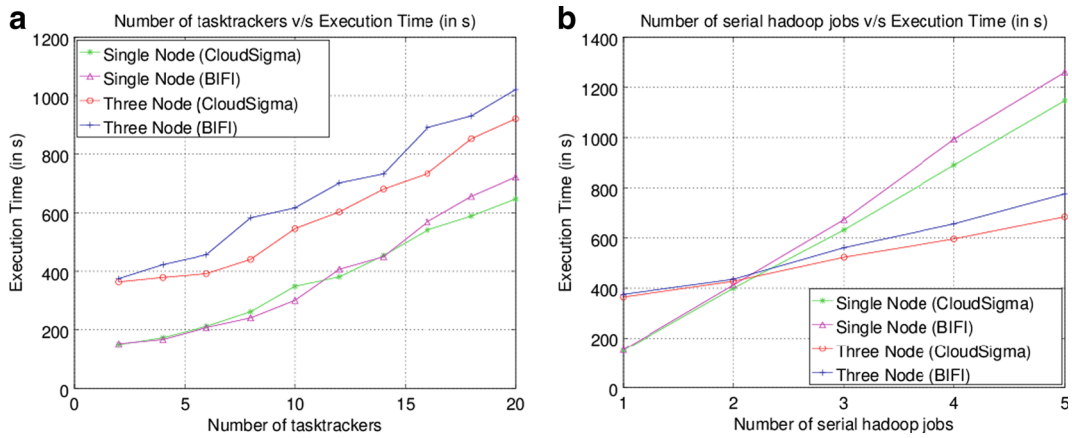 a
Number of tasktrackers v/s Execution Time (in s)
1200
1000
800
600
400
200
0
Execution Time (in s)
Single Node (CloudSigma)
Single Node (BIFI)
Three Node (CloudSigma)
Three Node (BIFI)
0 5 10 15 20
Number of tasktrackers
b
Number of serial hadoop jobs v/s Execution Time (in s)
1400
1200
1000
800
600
400
200
0
Execution Time (in s)
Single Node (CloudSigma)
Single Node (BIFI)
Three Node (CloudSigma)
Three Node (BIFI)
1 2 3 4 5
Number of serial hadoop jobs